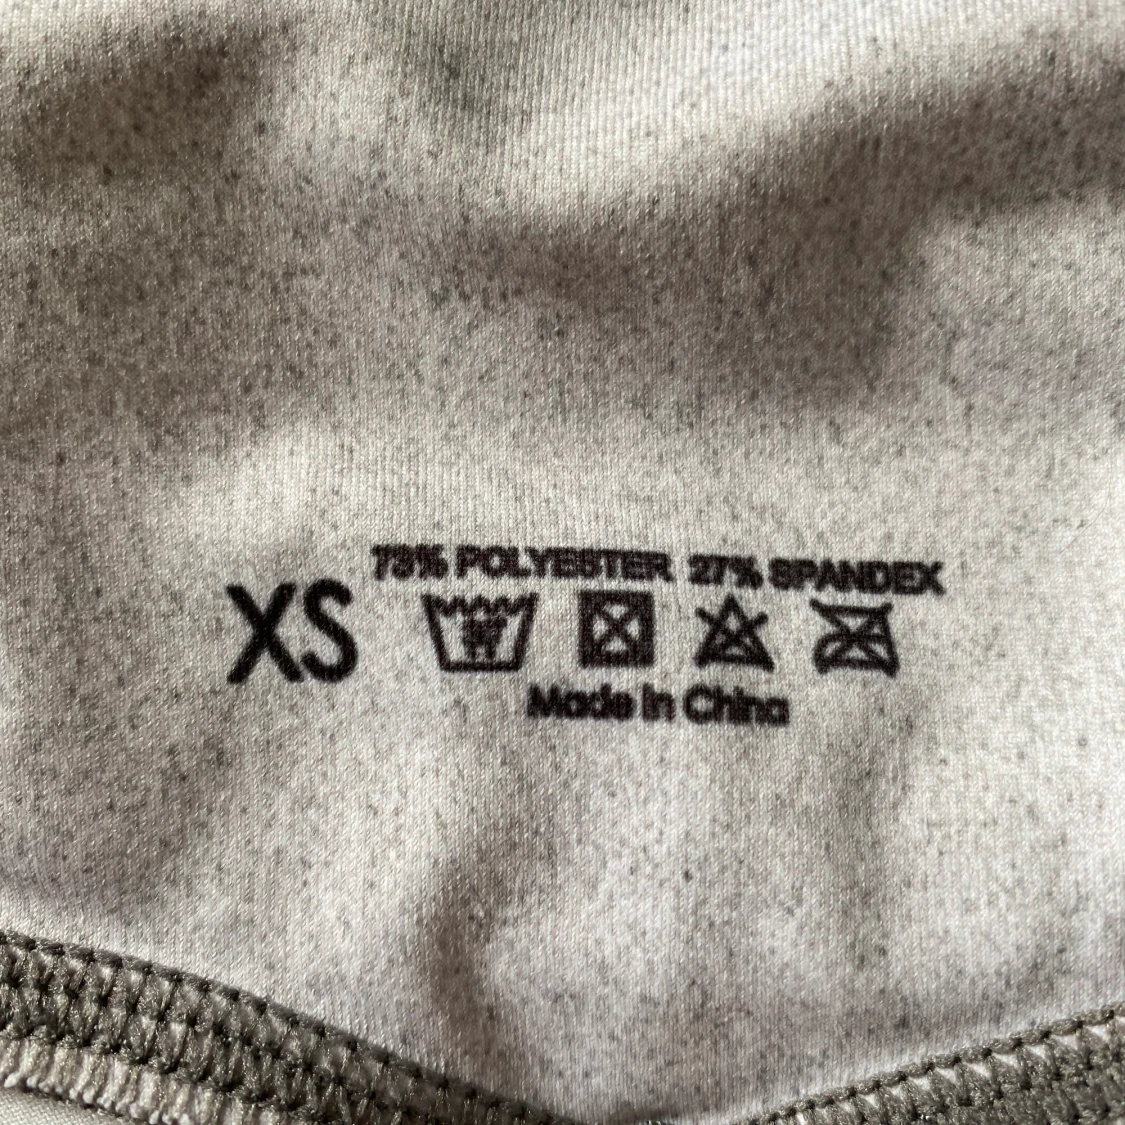 73% POLYESTER 27% SPANDEX
XS
Made In China